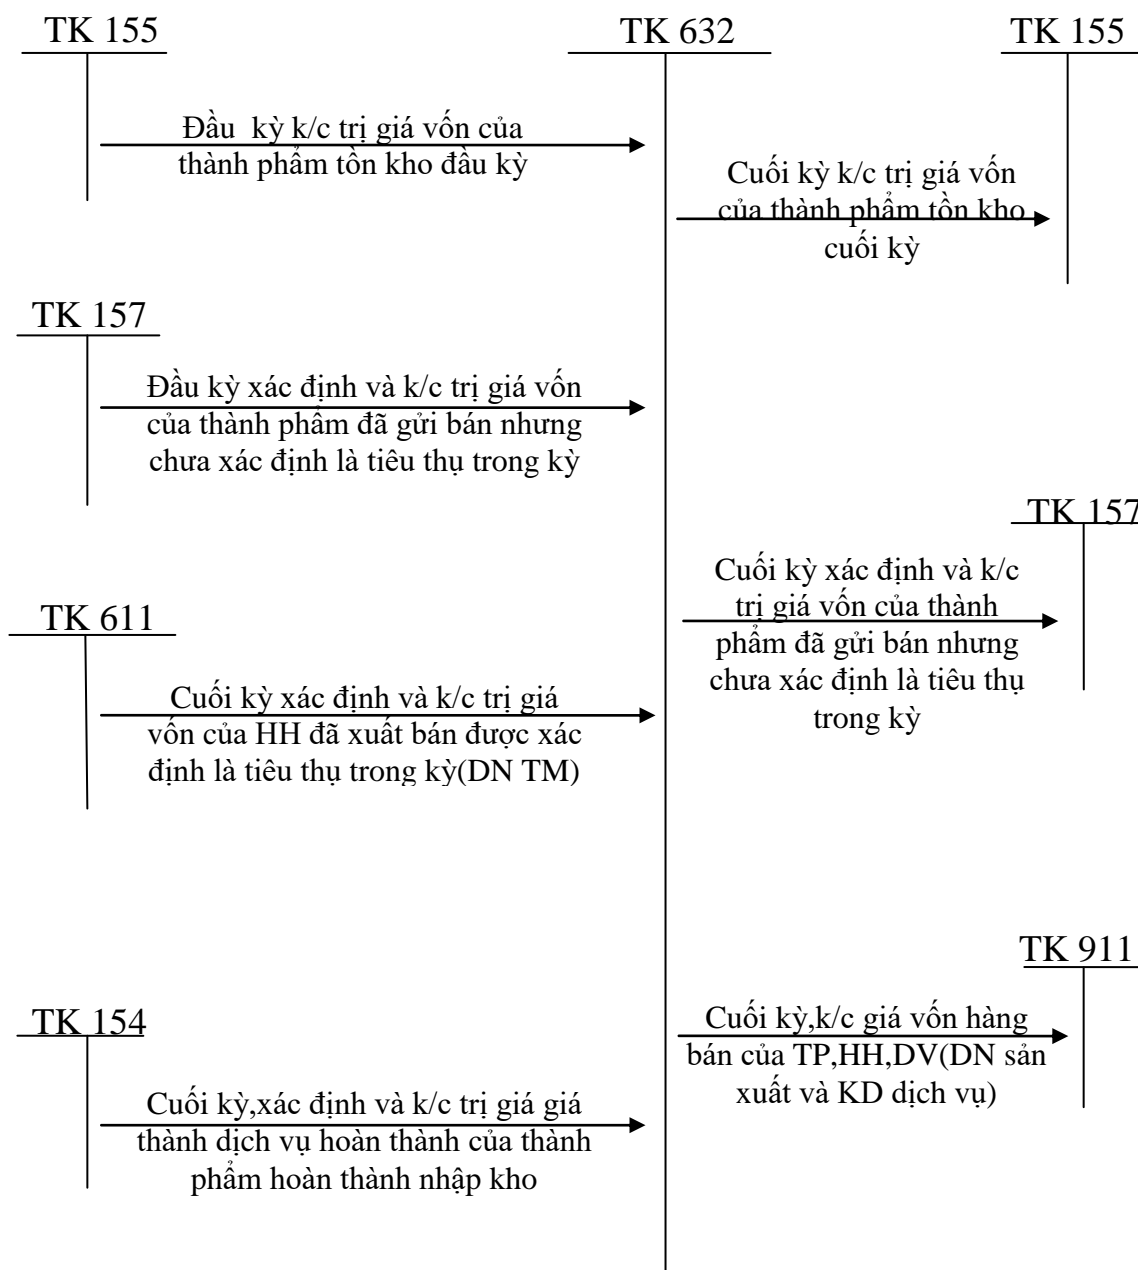 TK 155
TK 632
TK 155
Đầu kỳ k/c trị giá vốn của
thành phẩm tồn kho đầu kỳ
Cuối kỳ k/c trị giá vốn
của thành phẩm tồn kho
cuối kỳ
TK 157
Đầu kỳ xác định và k/c trị giá vốn
của thành phẩm đã gửi bán nhưng
chưa xác định là tiêu thụ trong kỳ
TK 157
Cuối kỳ xác định và k/c
trị giá vốn của thành
phẩm đã gửi bán nhưng
chưa xác định là tiêu thụ
trong kỳ
TK 611
Cuối kỳ xác định và k/c trị giá
vốn của HH đã xuất bán được xác
định là tiêu thụ trong kỳ(DN TM)
TK 911
Cuối kỳ,k/c giá vốn hàng
bán của TP,HH,DV(DN sản
xuất và KD dịch vụ)
TK 154
Cuối kỳ,xác định và k/c trị giá giá
thành dịch vụ hoàn thành của thành
phẩm hoàn thành nhập kho